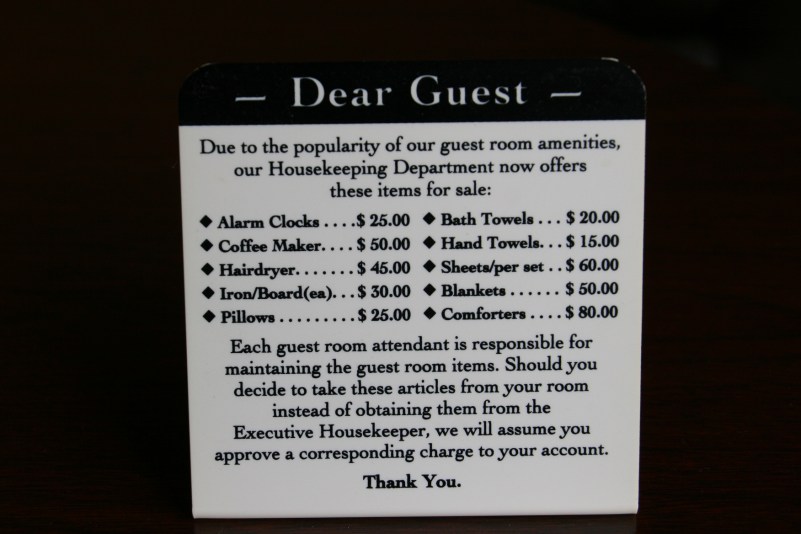 — Dear Guest —
Due to the popularity of our guest room amenities,
our Housekeeping Department now offers
these items for sale:
◆ Alarm Clocks . . . .$ 25.00 ◆ Bath Towels . . . $ 20.00
◆ Coffee Maker. . . . $ 50.00 ◆ Hand Towels. . . $ 15.00
◆ Hairdryer. . . . . . . $ 45.00 ◆ Sheets/per set . . $ 60.00
◆ Iron/Board(ea). . . $ 30.00 ◆ Blankets . . . . . . $ 50.00
◆ Pillows . . . . . . . . . $ 25.00 ◆ Comforters . . . . $ 80.00
Each guest room attendant is responsible for
maintaining the guest room items. Should you
decide to take these articles from your room
instead of obtaining them from the
Executive Housekeeper, we will assume you
approve a corresponding charge to your account.
Thank You.